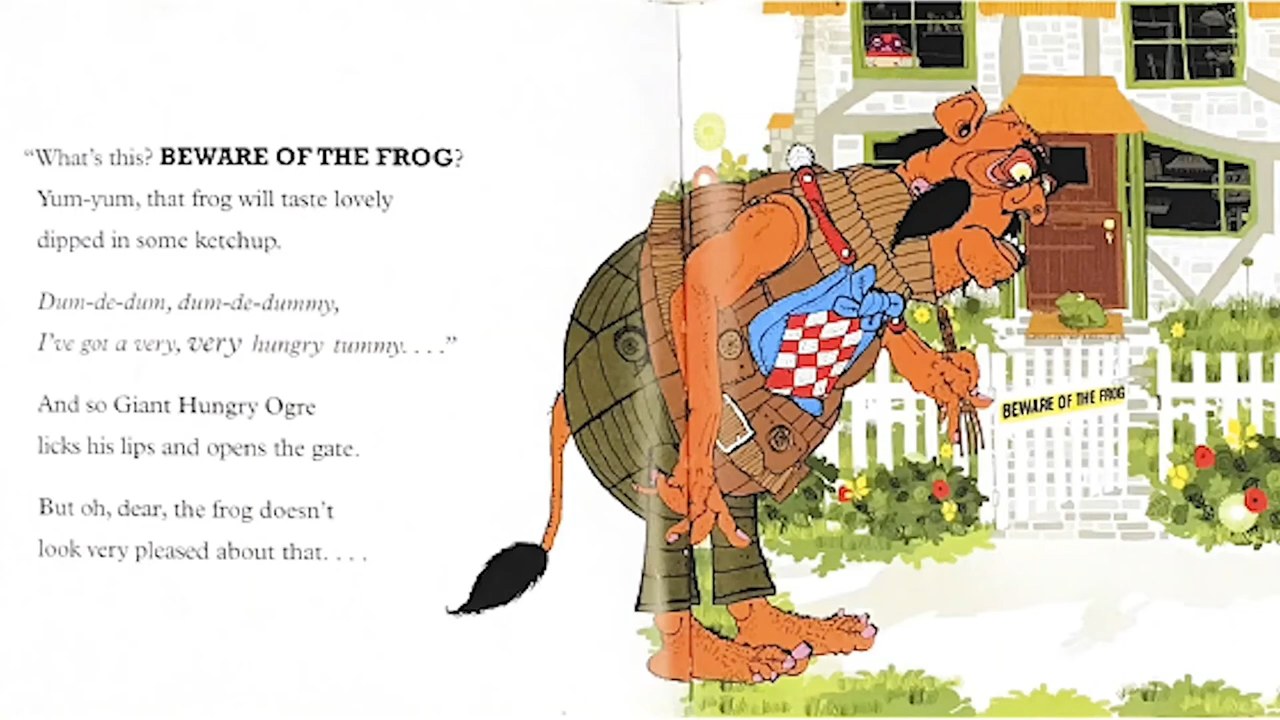 “What’s this? BEWARE OF THE FROG?
Yum-yum, that frog will taste lovely
dipped in some ketchup.
Dum-de-dum, dum-de-dummy,
I’ve got a very, very hungry tummy. . . .”
And so Giant Hungry Ogre
licks his lips and opens the gate.
But oh, dear, the frog doesn’t
look very pleased about that. . . .
BEWARE OF THE FROG